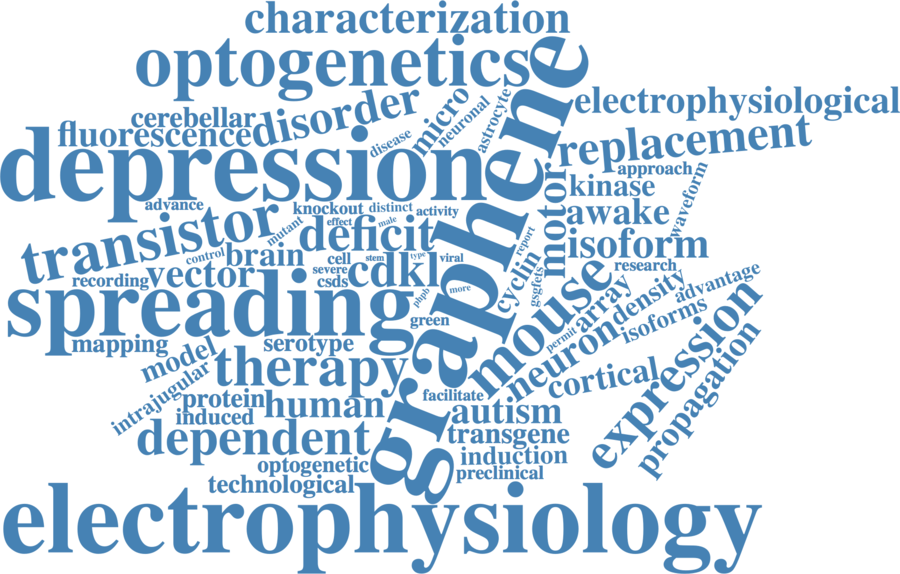 characterization
optogenetics
graphene
electrophysiological
cerebellar
disorder
micro
neuronal
astrocyte
fluorescence
disease
replacement
depression
approach
kinase
waveform
motor
advance
knockout
distinct
activity
awake
transistor
mutant
effect
male
deficit
isoform
report
control
brain
cell
stem
type
viral
research
recording
vector
severe
csds
cdkl
cyclin
gsgfets
mouse
array
density
advantage
spreading
phpb
more
green
isoforms
expression
mapping
serotype
permit
neuron
model
therapy
cortical
propagation
intrajugular
protein
induced
human
facilitate
autism
dependent
transgene
optogenetic
induction
technological
preclinical
electrophysiology